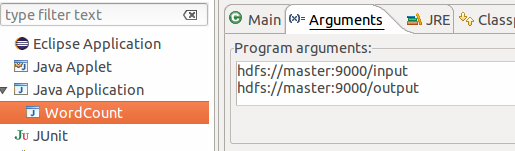 type filter text
Eclipse Application
Java Applet
Java Application
WordCount
JU JUnit
Main
(x)= Arguments
JRE
Classp
Program arguments:
hdfs://master:9000/input
hdfs://master:9000/output